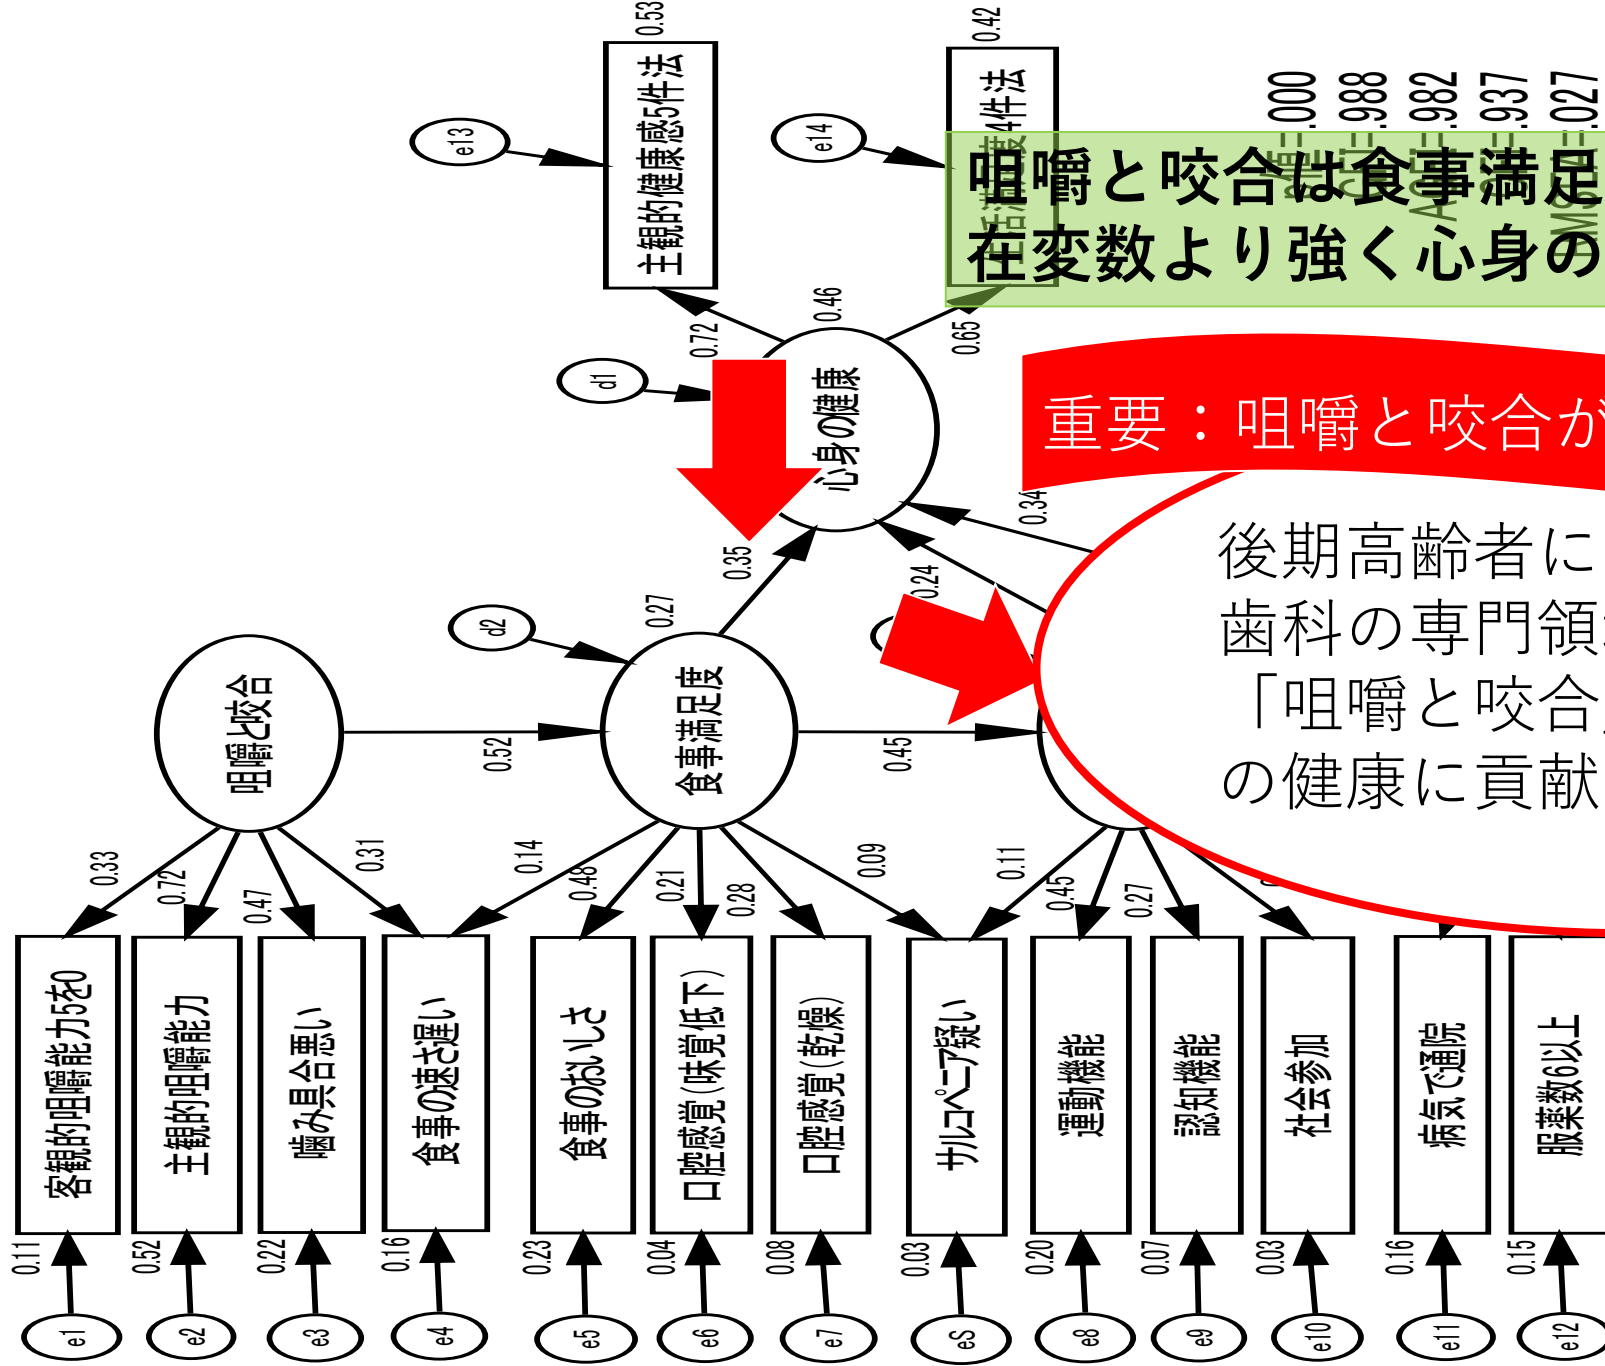 0.53
0.42
主観的健康感5件法
e13
e14
.000
.988
.982
.937
.027
咀嚼と咬合は食事満足
在変数より強く心身の
0.46
0.72
0.65
d1
心身の健康
重要：咀嚼と咬合が
0.34
0.35
0.24
後期高齢者に
歯科の専門領
「咀嚼と咬合
の健康に貢献
d2
0.27
咀嚼と咬合
食事満足度
0.52
0.45
0.33
0.72
0.47
0.31
0.14
0.48
0.21
0.28
0.09
0.11
0.45
0.27
客観的咀嚼能力5を0
主観的咀嚼能力
噛み具合悪い
食事の速さ遅い
食事のおいしさ
口腔感覚(味覚低下)
口腔感覚(乾燥)
サルコペニア疑い
運動機能
認知機能
社会参加
病気で通院
服薬数6以上
0.11
0.52
0.22
0.16
0.23
0.04
0.08
0.03
0.20
0.07
0.03
0.16
0.15
e1
e2
e3
e4
e5
e6
e7
eS
e8
e9
e10
e11
e12